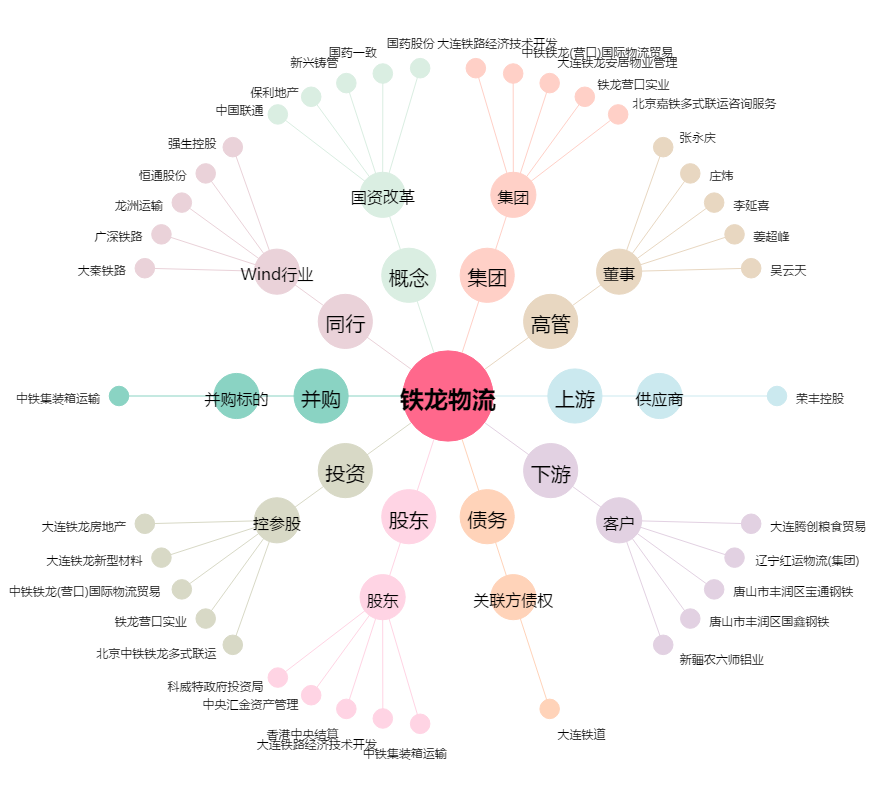 国药股份
大连铁路经济技术开发
国药一致
中铁铁龙(营口)国际物流贸易
新兴铸管
大连铁龙安居物业管理
保利地产
铁龙营口实业
中国联通
北京嘉铁多式联运咨询服务
强生控股
张永庆
恒通股份
庄炜
国资改革
集团
龙洲运输
李延喜
广深铁路
姜超峰
大秦铁路
Wind行业
概念
集团
董事
吴云天
同行
高管
中铁集装箱运输
并购标的
并购
铁龙物流
上游
供应商
荣丰控股
投资
下游
大连铁龙房地产
控参股
股东
债务
客户
大连腾创粮食贸易
大连铁龙新型材料
辽宁红运物流(集团)
中铁铁龙(营口)国际物流贸易
股东
关联方债权
唐山市丰润区宝通钢铁
铁龙营口实业
唐山市丰润区国鑫钢铁
北京中铁铁龙多式联运
新疆农六师铝业
科威特政府投资局
中央汇金资产管理
香港中央结算
大连铁道
大连铁路经济技术开发
中铁集装箱运输